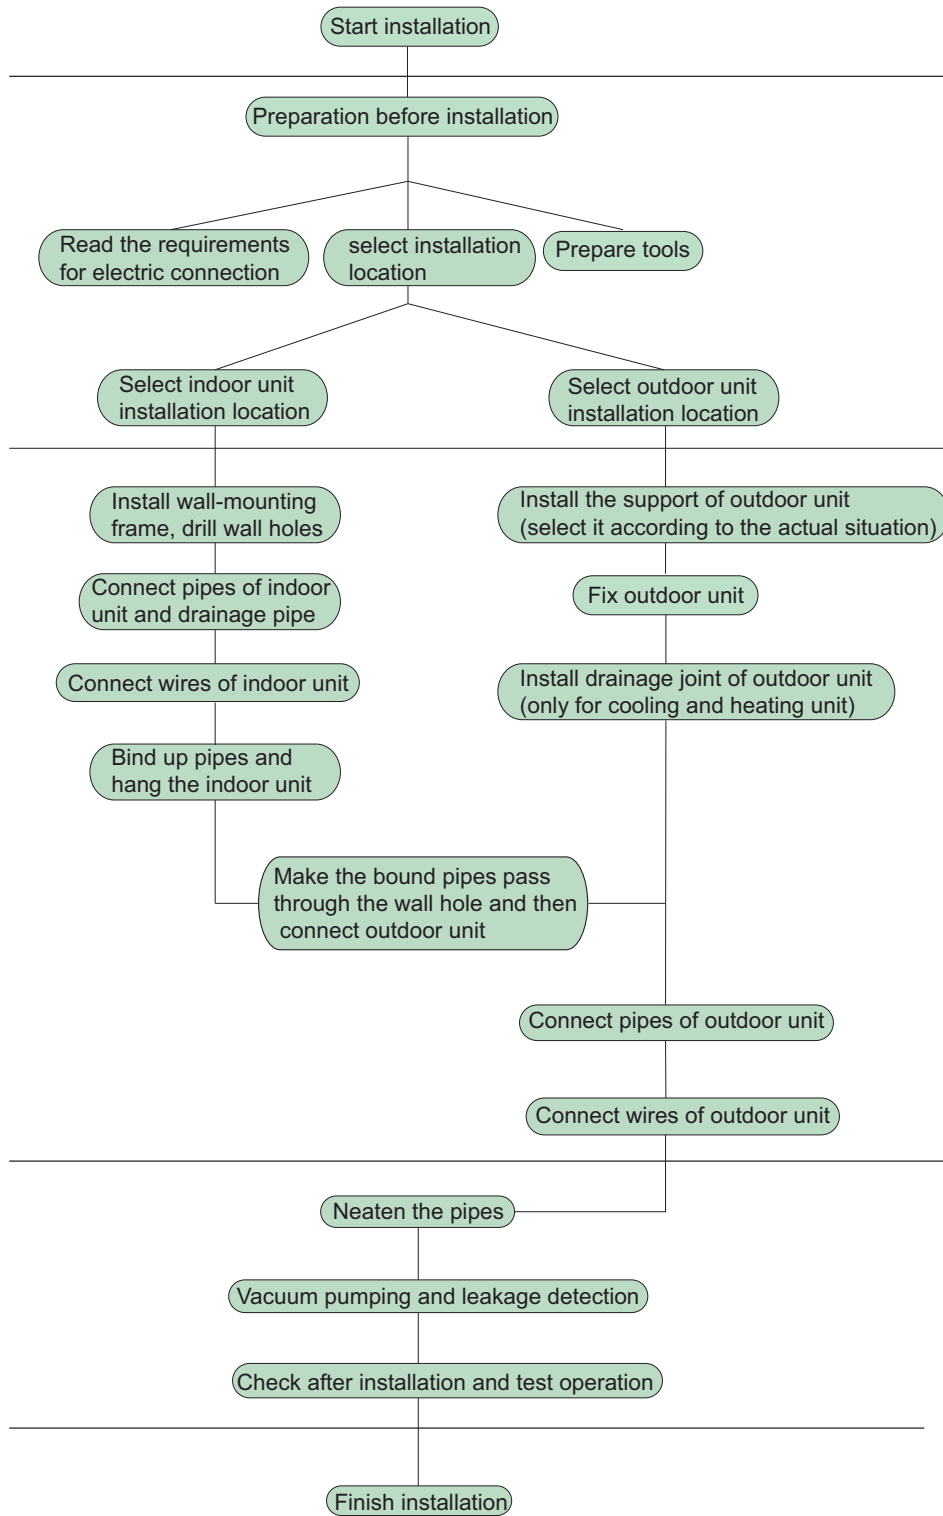 Start installation
Preparation before installation
Read the requirements
for electric connection
select installation
location
Prepare tools
Select indoor unit
installation location
Select outdoor unit
installation location
Install wall-mounting
frame, drill wall holes
Install the support of outdoor unit
(select it according to the actual situation)
Connect pipes of indoor
unit and drainage pipe
Fix outdoor unit
Connect wires of indoor unit
Install drainage joint of outdoor unit
(only for cooling and heating unit)
Bind up pipes and
hang the indoor unit
Make the bound pipes pass
through the wall hole and then
connect outdoor unit
Connect pipes of outdoor unit
Connect wires of outdoor unit
Neaten the pipes
Vacuum pumping and leakage detection
Check after installation and test operation
Finish installation